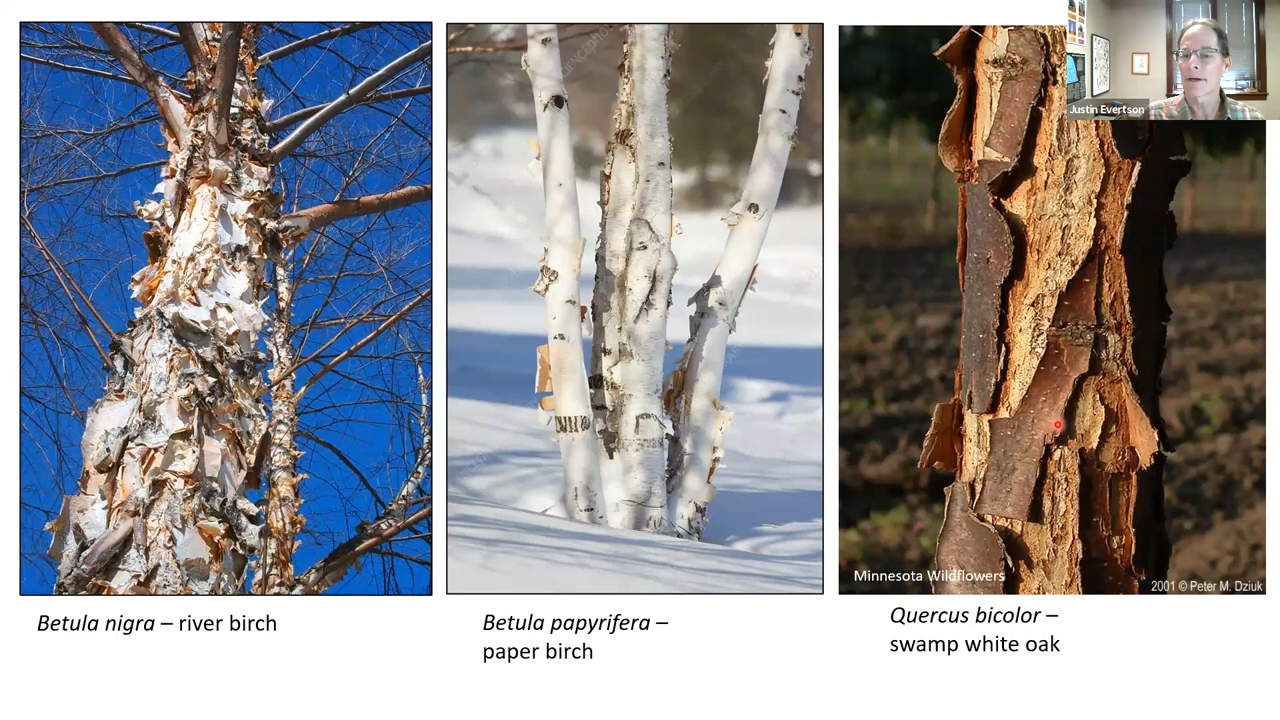 Justin Evertson
Minnesota Wildflowers
2001 © Peter M. Dziuk
Betula nigra – river birch
Betula papyrifera –
paper birch
Quercus bicolor –
swamp white oak